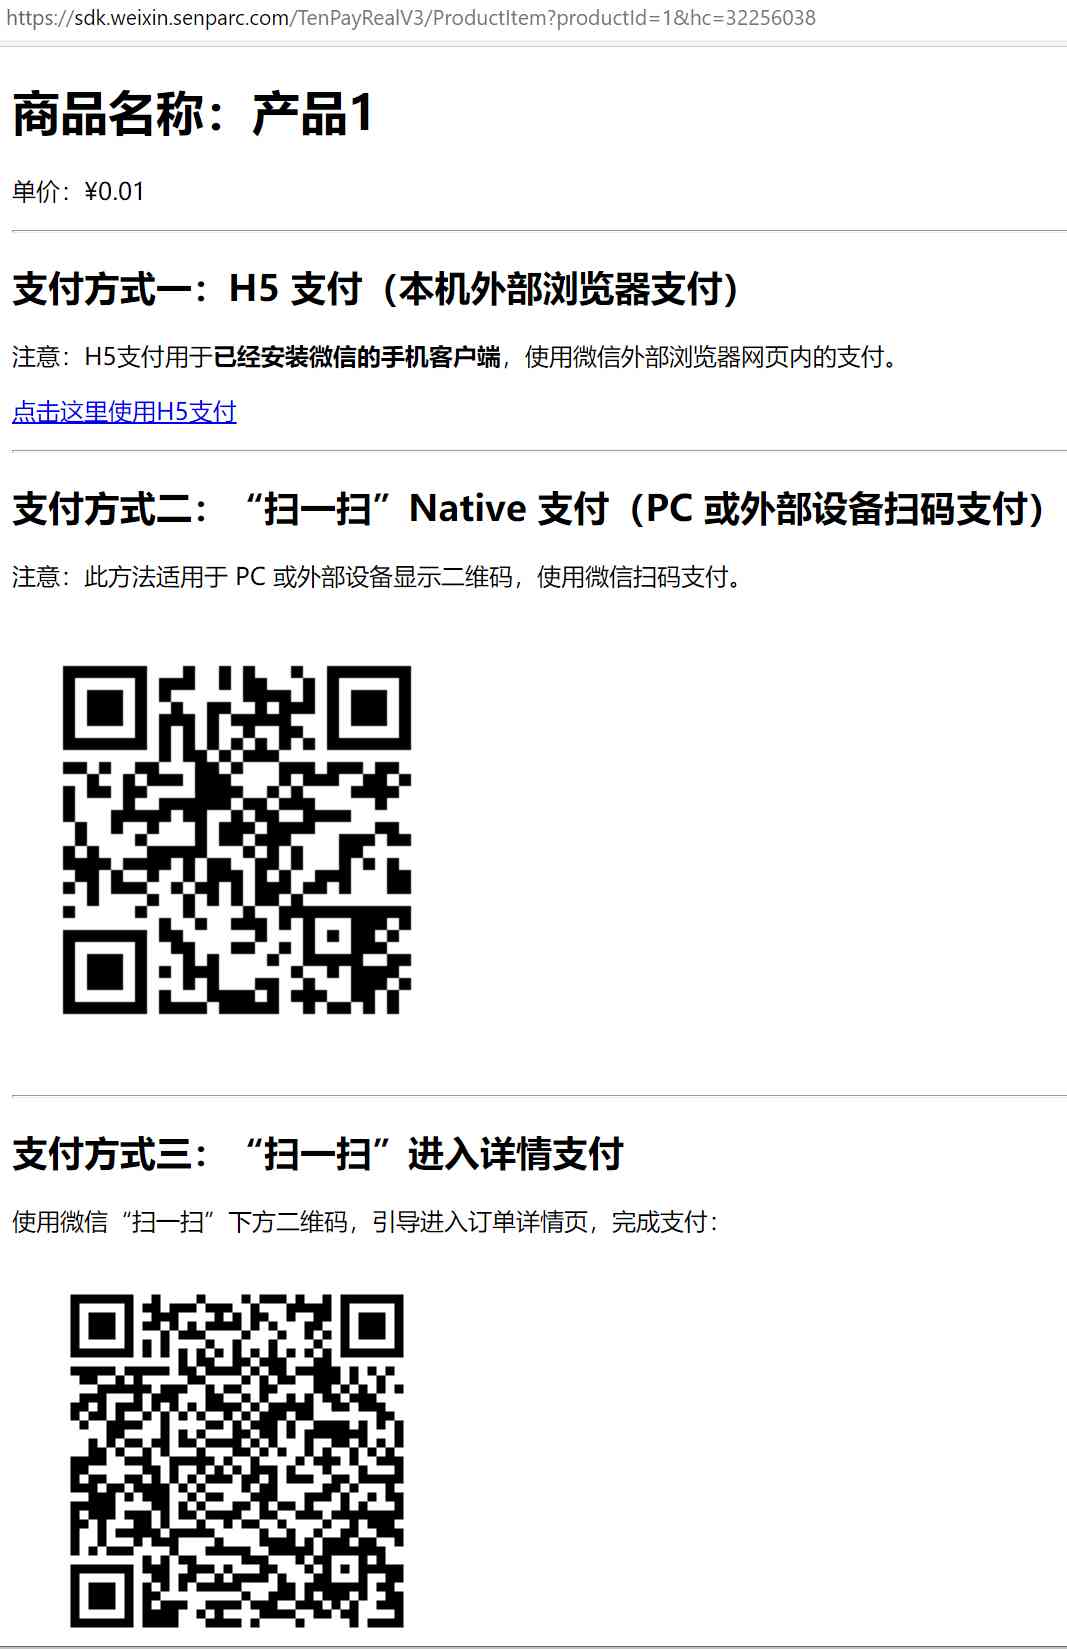 https://sdk.weixin.senparc.com/TenPayRealV3/ProductItem?productId=1&hc=32256038
商品名称：产品1
单价：¥0.01
支付方式一：H5 支付（本机外部浏览器支付）
注意：H5支付用于已经安装微信的手机客户端，使用微信外部浏览器网页内的支付。
点击这里使用H5支付
支付方式二：“扫一扫”Native 支付（PC 或外部设备扫码支付）
注意：此方法适用于 PC 或外部设备显示二维码，使用微信扫码支付。
支付方式三：“扫一扫”进入详情支付
使用微信“扫一扫”下方二维码，引导进入订单详情页，完成支付：